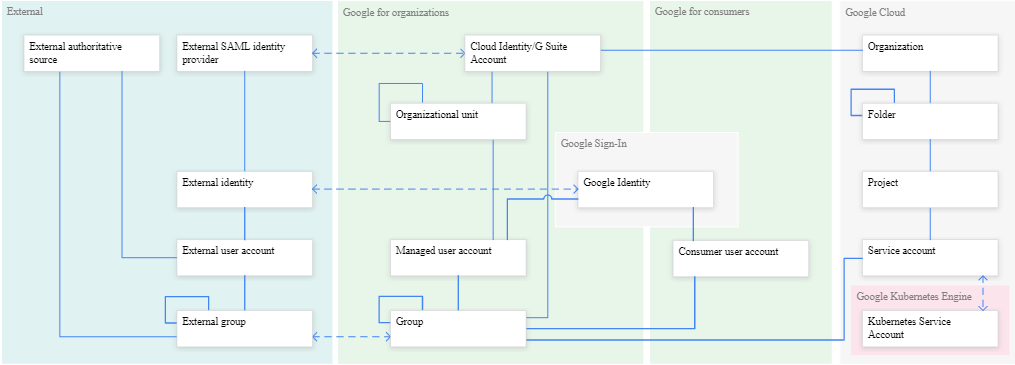 External
Google for organizations
Google for consumers
Google Cloud
External authoritative
source
External SAML identity
provider
Cloud Identity/G Suite
Account
Organization
Organizational unit
Folder
Google Sign-In
External identity
Google Identity
Project
External user account
Managed user account
Consumer user account
Service account
Google Kubernetes Engine
External group
Group
Kubernetes Service
Account